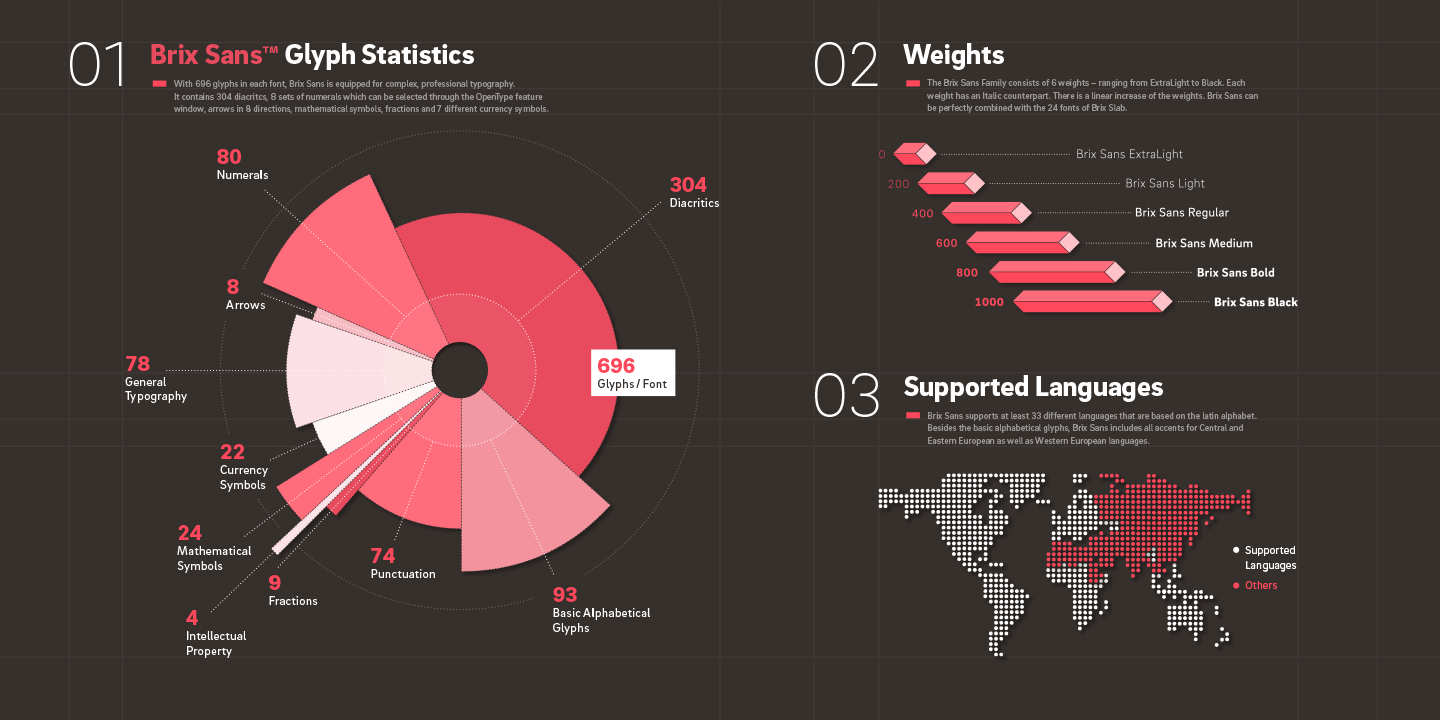 01
Brix Sans™ Glyph Statistics
With 696 glyphs in each font, Brix Sans is equipped for complex, professional typography.
It contains 304 diacritcs, 8 sets of numerals which can be selected through the OpenType feature
window, arrows in 8 directions, mathematical symbols, fractions and 7 different currency symbols.
80
Numerals
304
Diacritics
8
Arrows
696
Glyphs / Font
78
General
Typography
22
Currency
Symbols
24
Mathematical
Symbols
9
Fractions
4
Intellectual
Property
74
Punctuation
93
Basic Alphabetical
Glyphs
02
Weights
The Brix Sans Family consists of 6 weights – ranging from ExtraLight to Black. Each
weight has an Italic counterpart. There is a linear increase of the weights. Brix Sans can
be perfectly combined with the 24 fonts of Brix Slab.
0 Brix Sans ExtraLight
200 Brix Sans Light
400 Brix Sans Regular
600 Brix Sans Medium
800 Brix Sans Bold
1000 Brix Sans Black
03
Supported Languages
Brix Sans supports at least 33 different languages that are based on the latin alphabet.
Besides the basic alphabetical glyphs, Brix Sans includes all accents for Central and
Eastern European as well as Western European languages.
Supported
Languages
Others